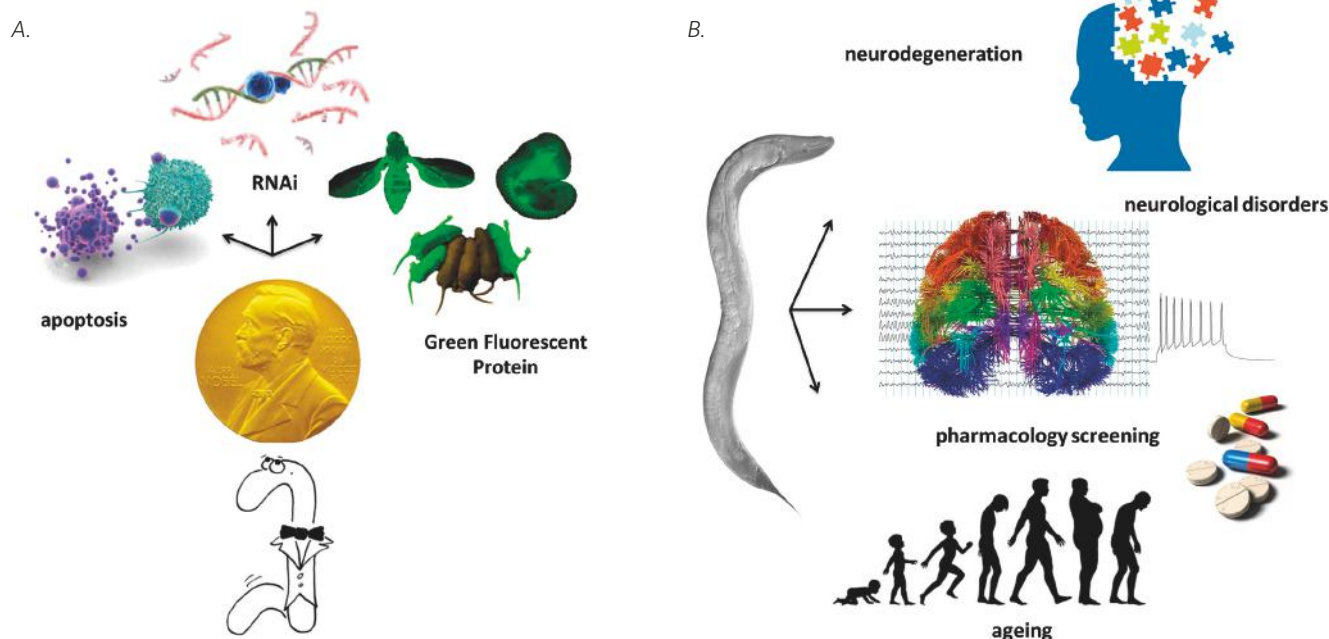 A.
B.
neurodegeneration
RNAi
apoptosis
Green Fluorescent
Protein
neurological disorders
pharmacology screening
ageing